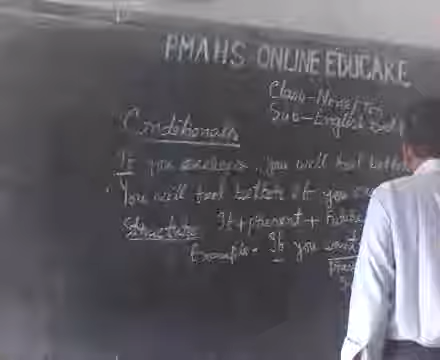 PMAHS ONLINE EDUCARE
Class - Nine & Ten
Sub - English
Conditionals
If you exercise, you will feel better
You will feel better if you
Structure If + present + Future
Example - If you want